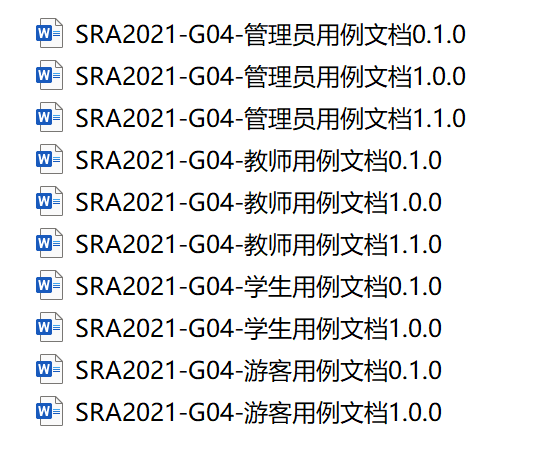 SRA2021-G04-管理员用例文档0.1.0
SRA2021-G04-管理员用例文档1.0.0
SRA2021-G04-管理员用例文档1.1.0
SRA2021-G04-教师用例文档0.1.0
SRA2021-G04-教师用例文档1.0.0
SRA2021-G04-教师用例文档1.1.0
SRA2021-G04-学生用例文档0.1.0
SRA2021-G04-学生用例文档1.0.0
SRA2021-G04-游客用例文档0.1.0
SRA2021-G04-游客用例文档1.0.0